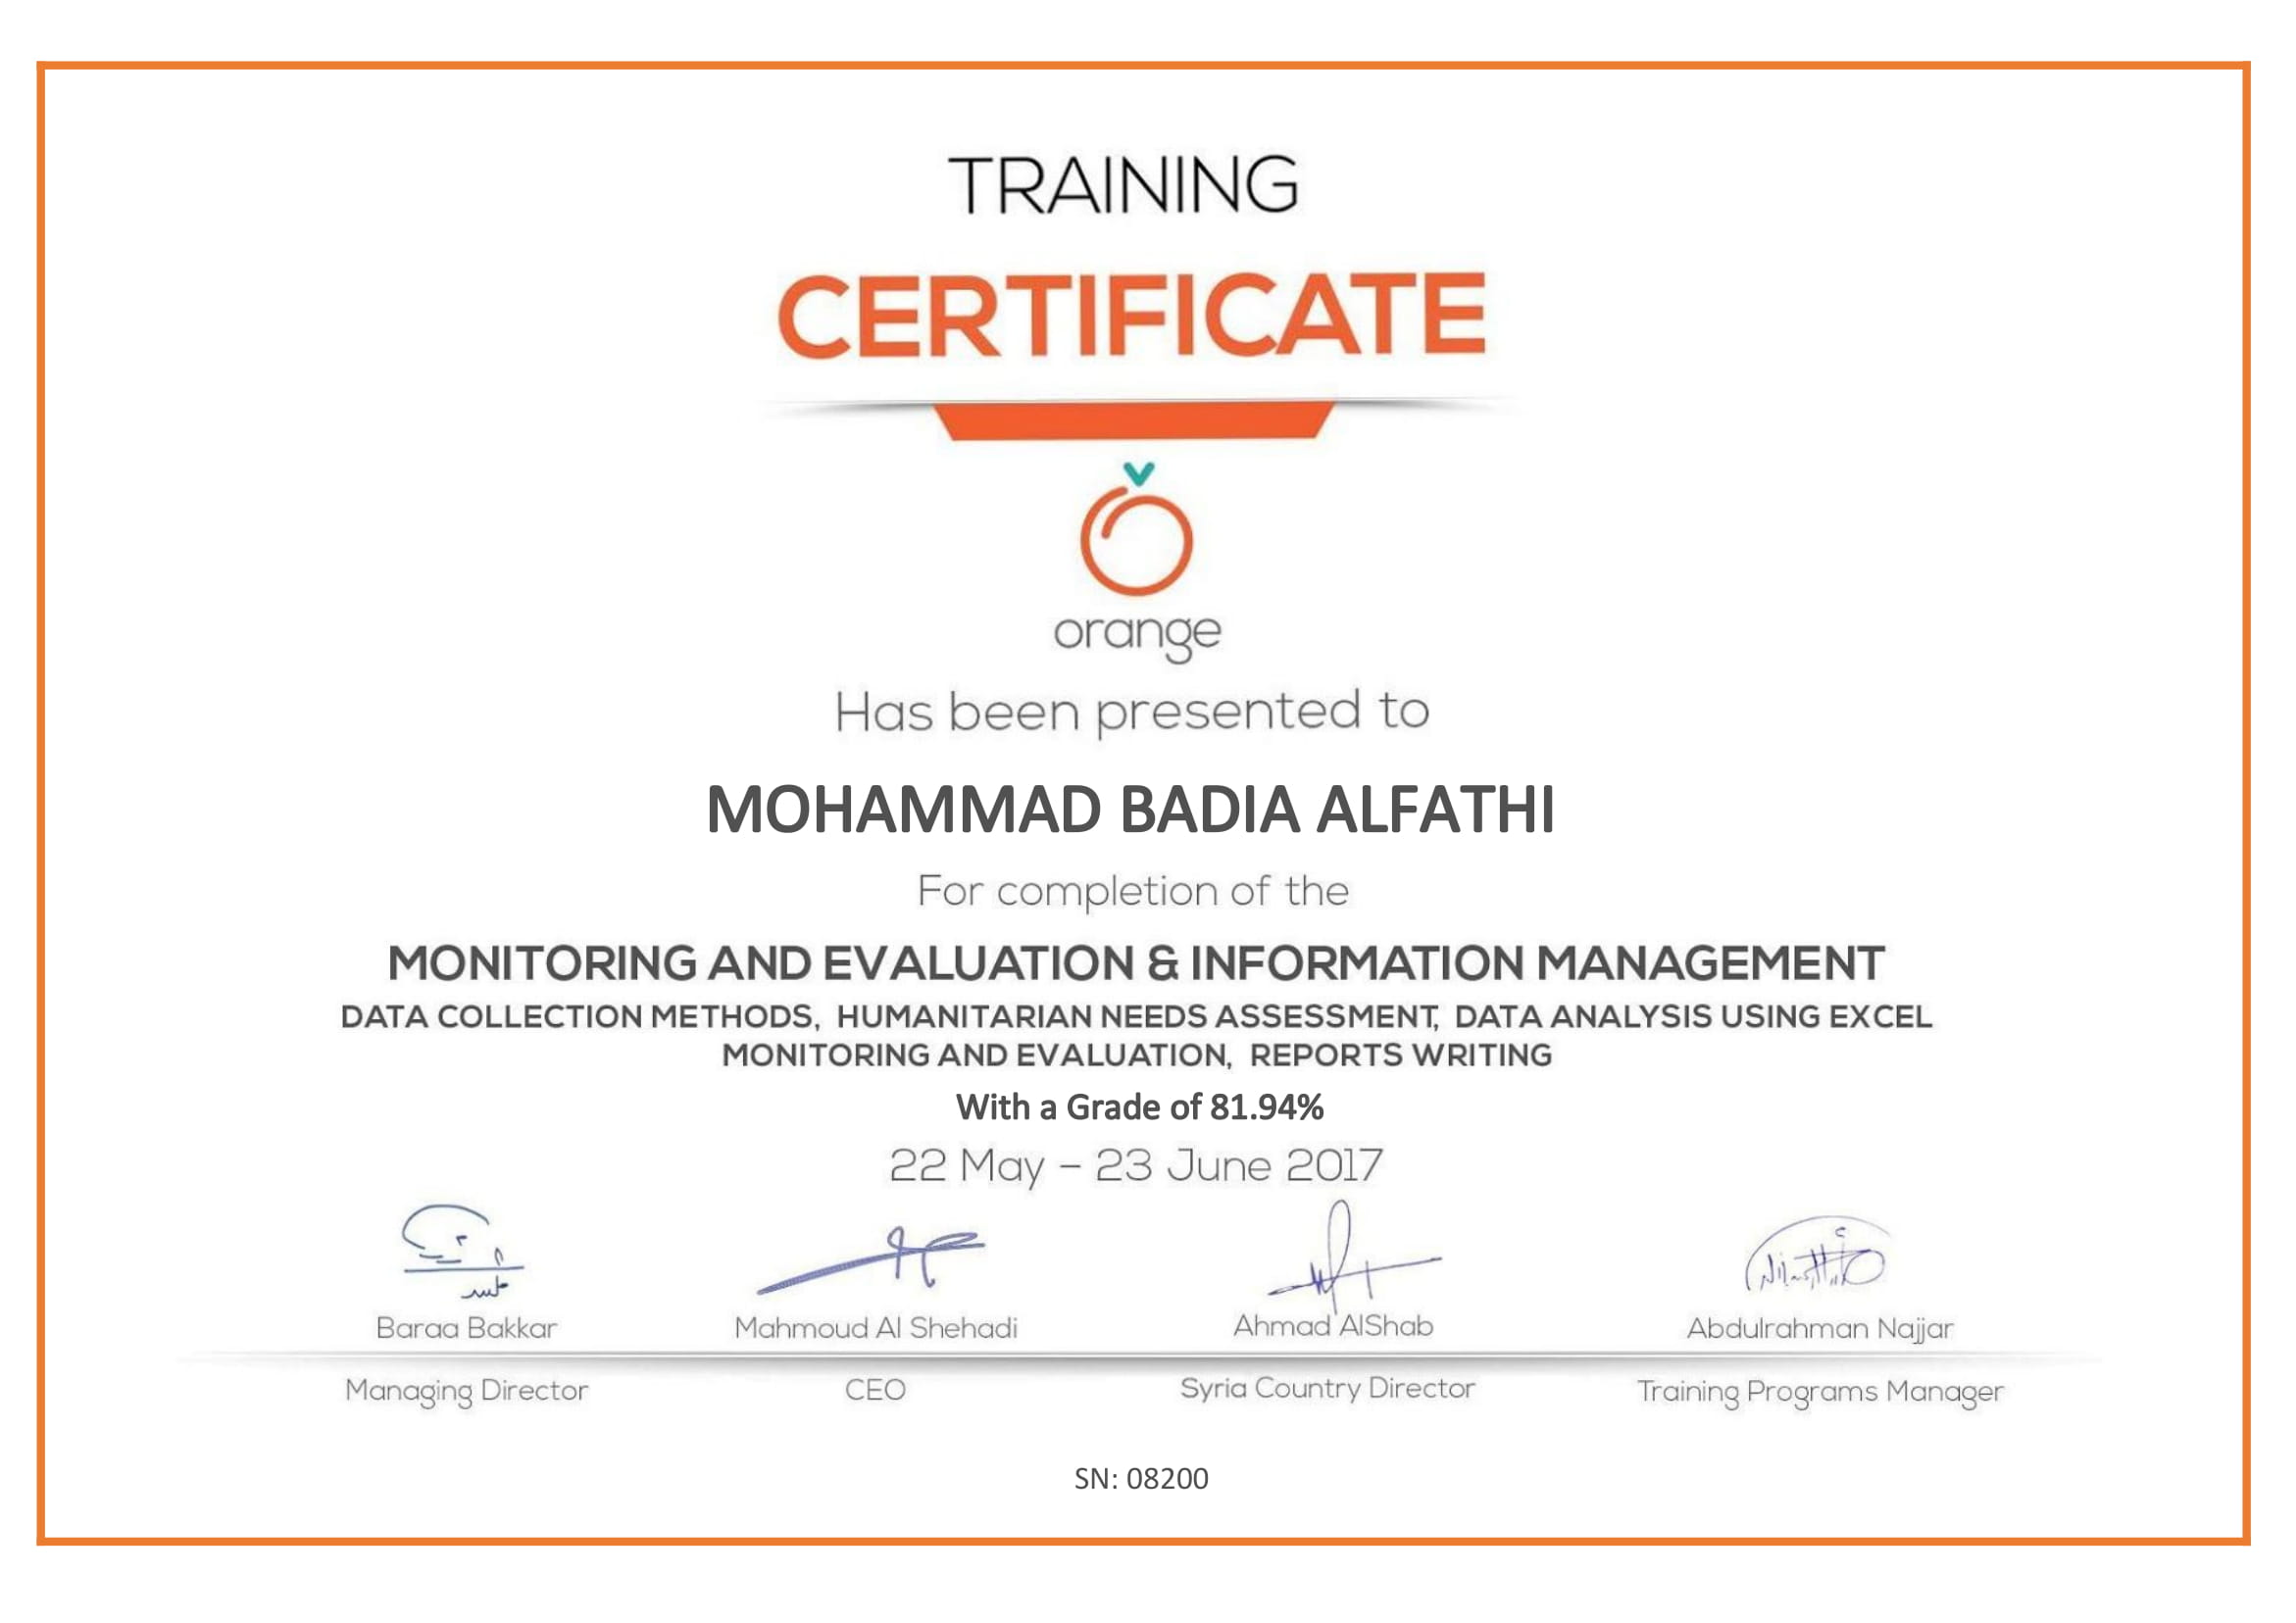 TRAINING
CERTIFICATE
orange
Has been presented to
MOHAMMAD BADIA ALFATHI
For completion of the
MONITORING AND EVALUATION & INFORMATION MANAGEMENT
DATA COLLECTION METHODS, HUMANITARIAN NEEDS ASSESSMENT, DATA ANALYSIS USING EXCEL
MONITORING AND EVALUATION, REPORTS WRITING
With a Grade of 81.94%
22 May – 23 June 2017
Baraa Bakkar Mahmoud Al Shehadi Ahmad AlShab Abdulrahman Najjar
Managing Director CEO Syria Country Director Training Programs Manager
SN: 08200